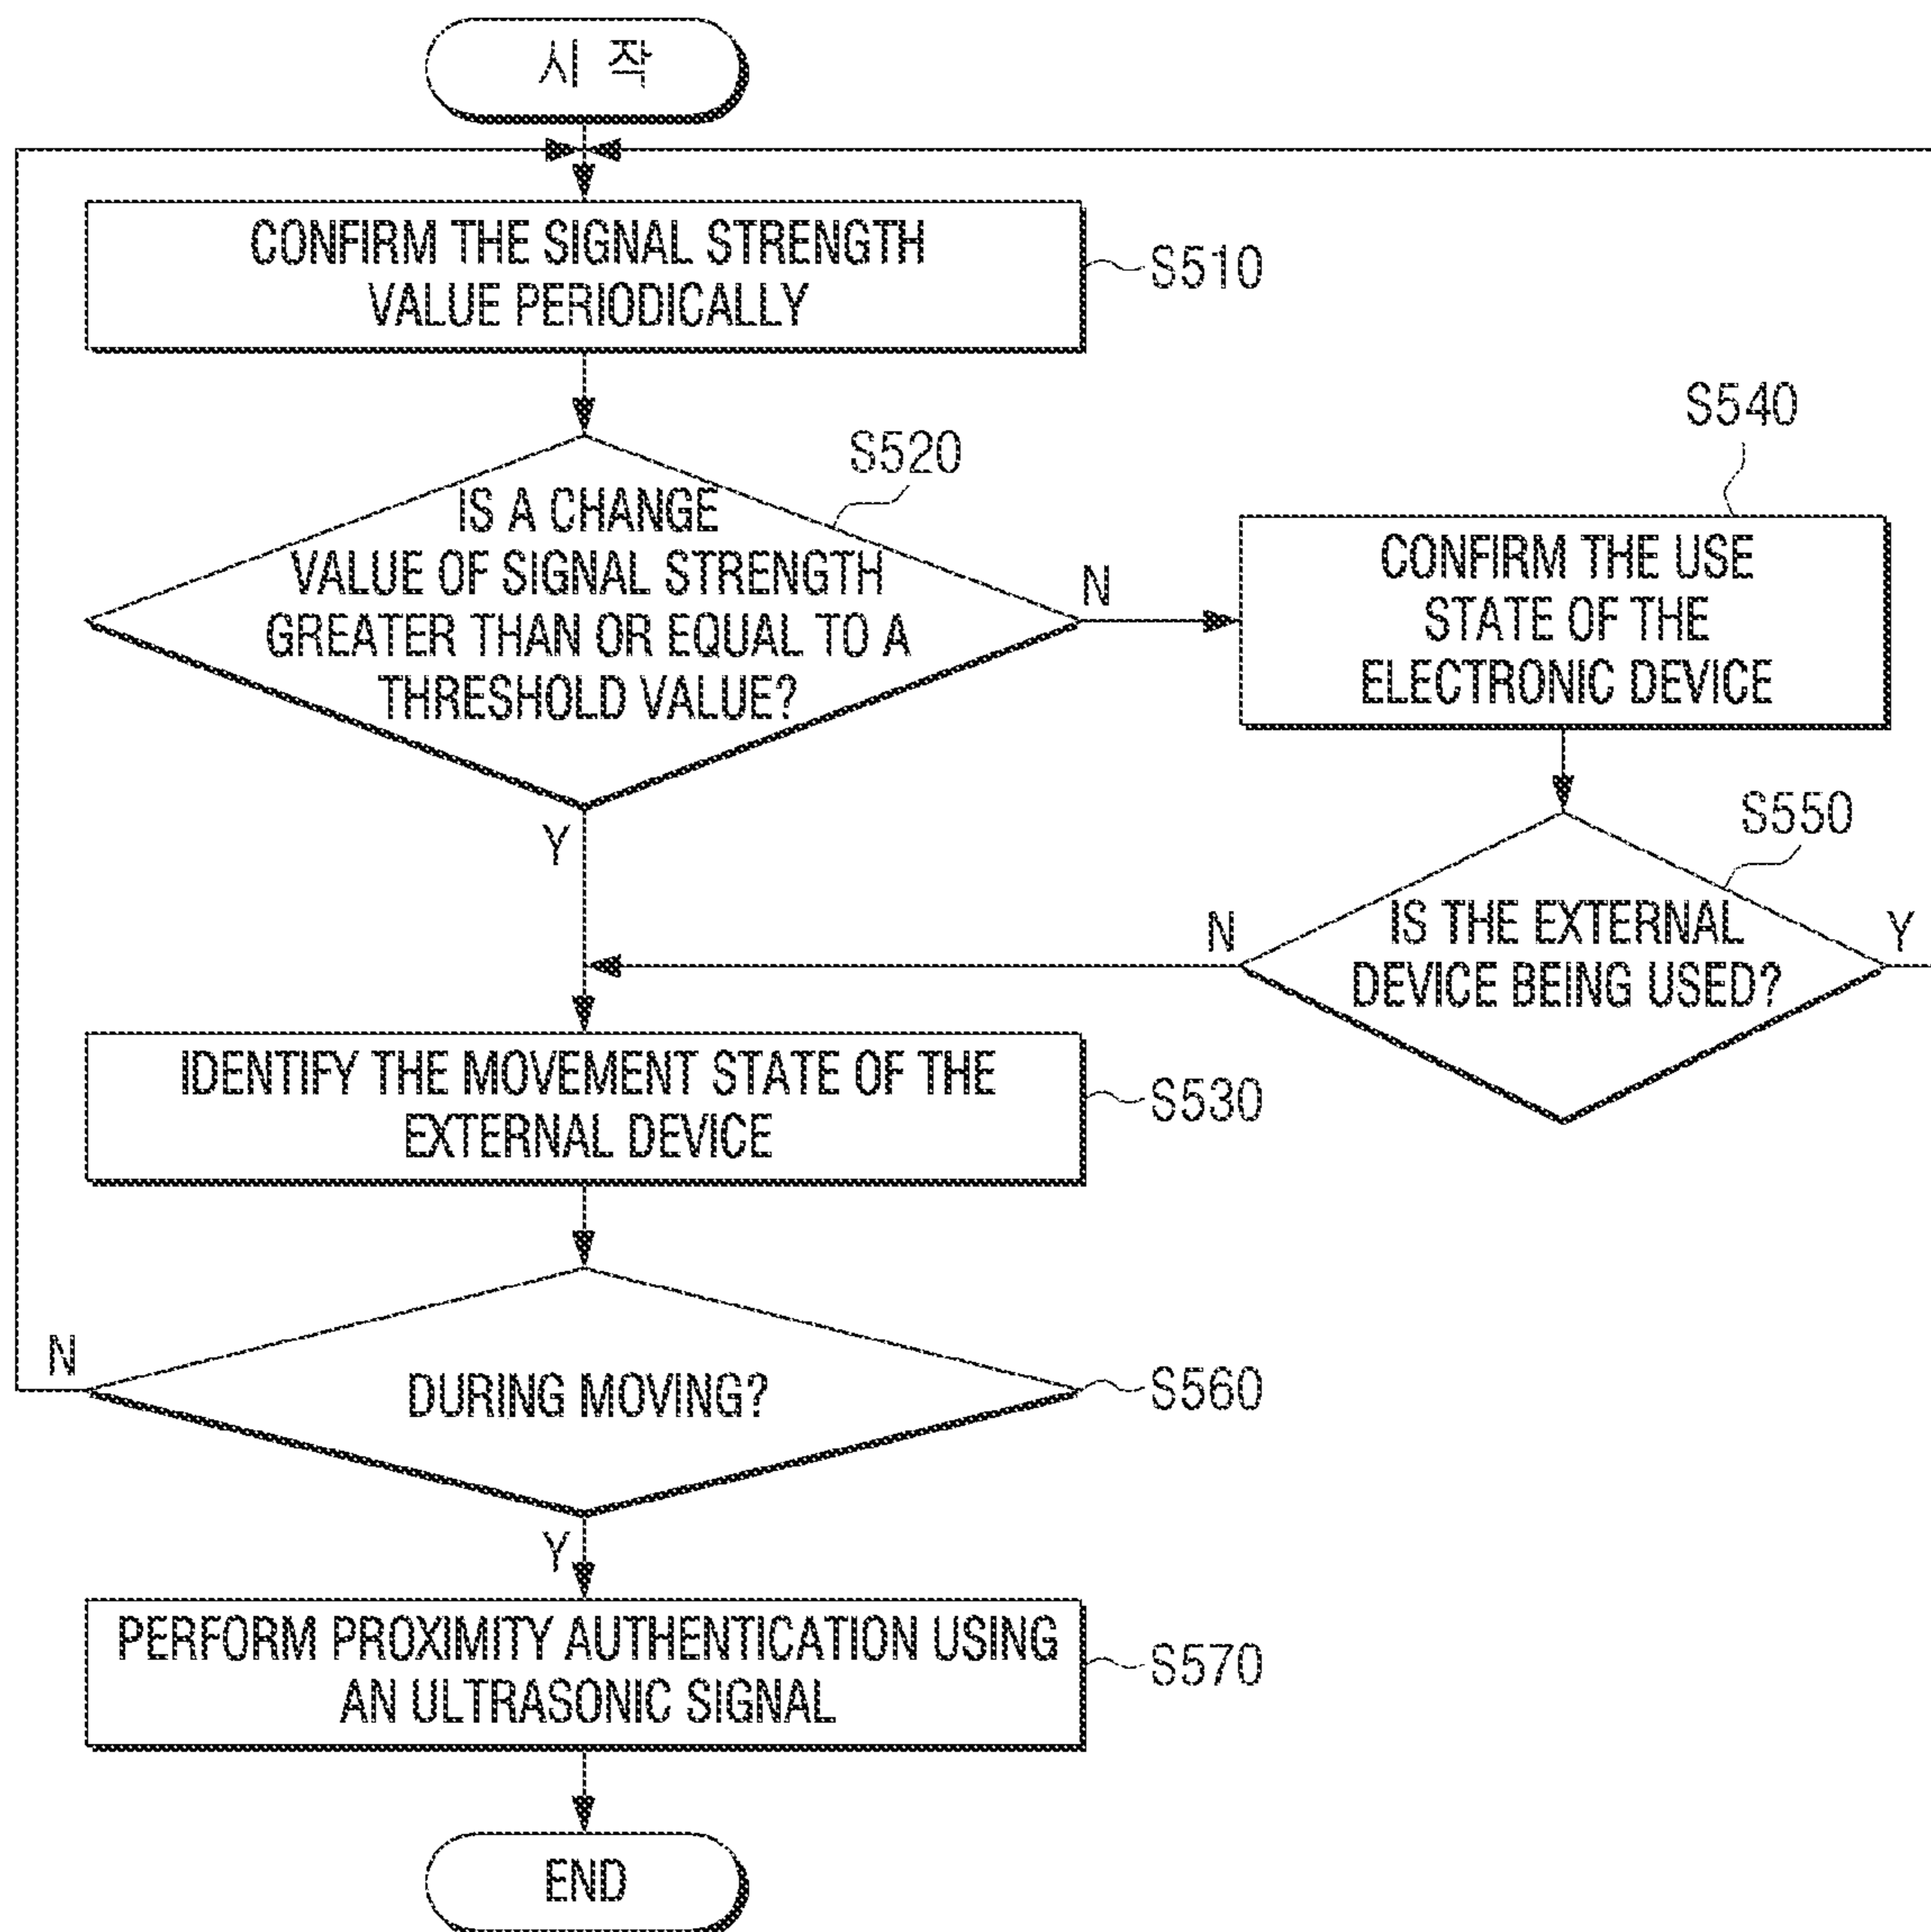 시 작
CONFIRM THE SIGNAL STRENGTH
VALUE PERIODICALLY
S510
S520
IS A CHANGE
VALUE OF SIGNAL STRENGTH
GREATER THAN OR EQUAL TO A
THRESHOLD VALUE?
N
Y
S540
CONFIRM THE USE
STATE OF THE
ELECTRONIC DEVICE
S550
IS THE EXTERNAL
DEVICE BEING USED?
N
Y
IDENTIFY THE MOVEMENT STATE OF THE
EXTERNAL DEVICE
S530
N
DURING MOVING?
S560
Y
PERFORM PROXIMITY AUTHENTICATION USING
AN ULTRASONIC SIGNAL
S570
END